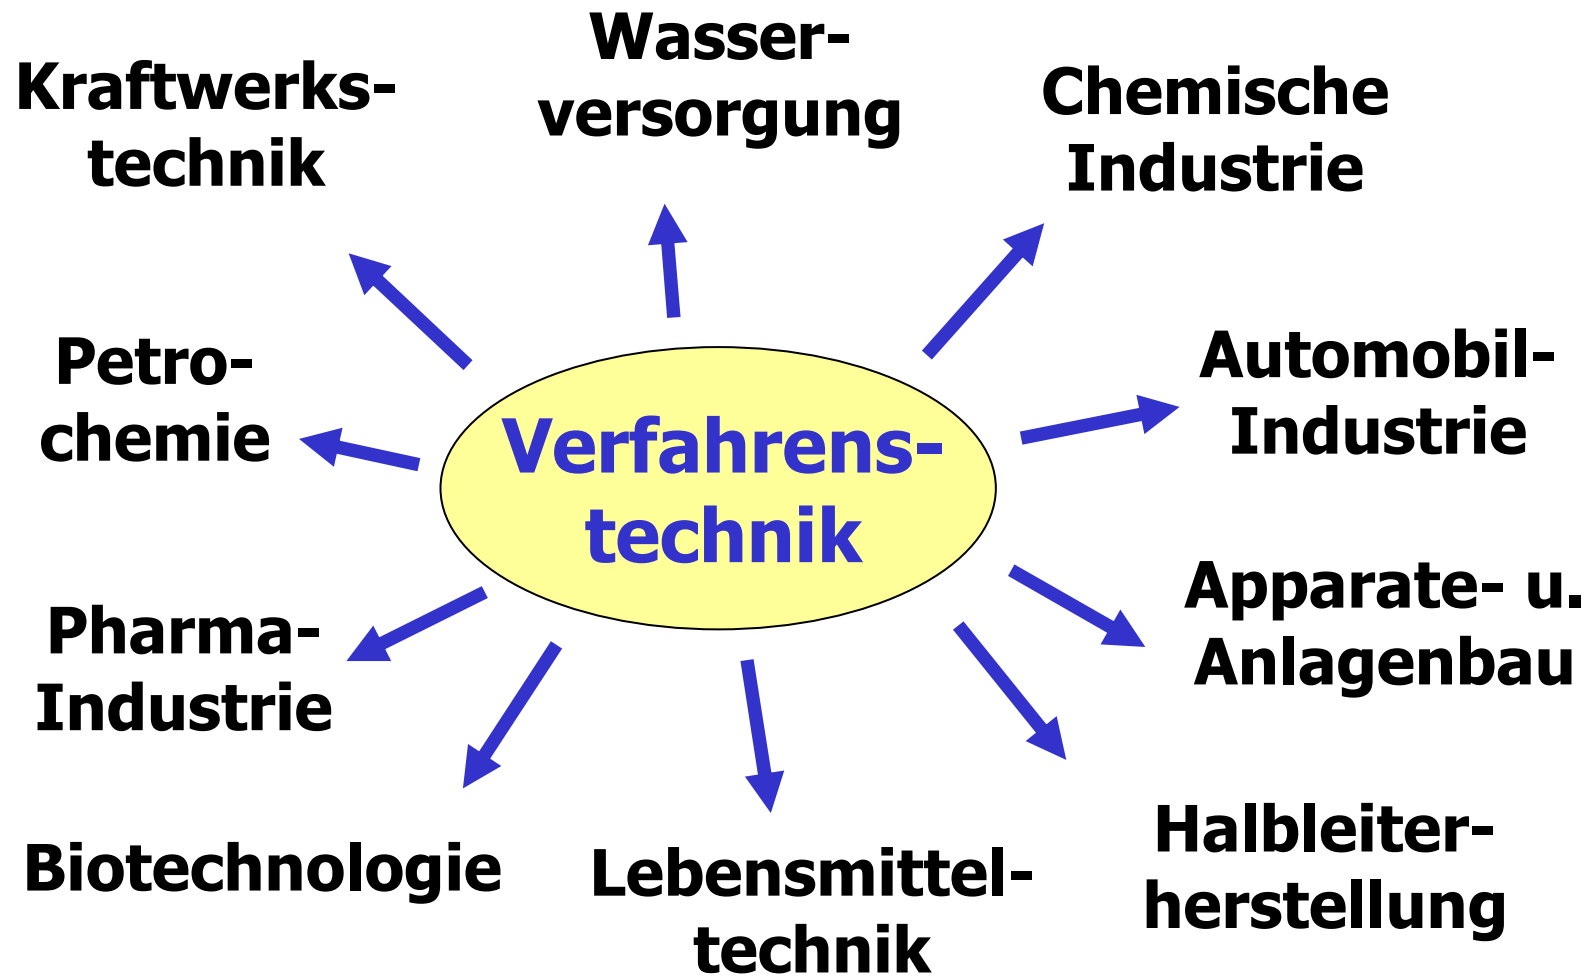 Wasser-
versorgung
Kraftwerks-
technik
Chemische
Industrie
Petro-
chemie
Automobil-
Industrie
Verfahrens-
technik
Apparate- u.
Anlagenbau
Pharma-
Industrie
Halbleiter-
herstellung
Biotechnologie
Lebensmittel-
technik